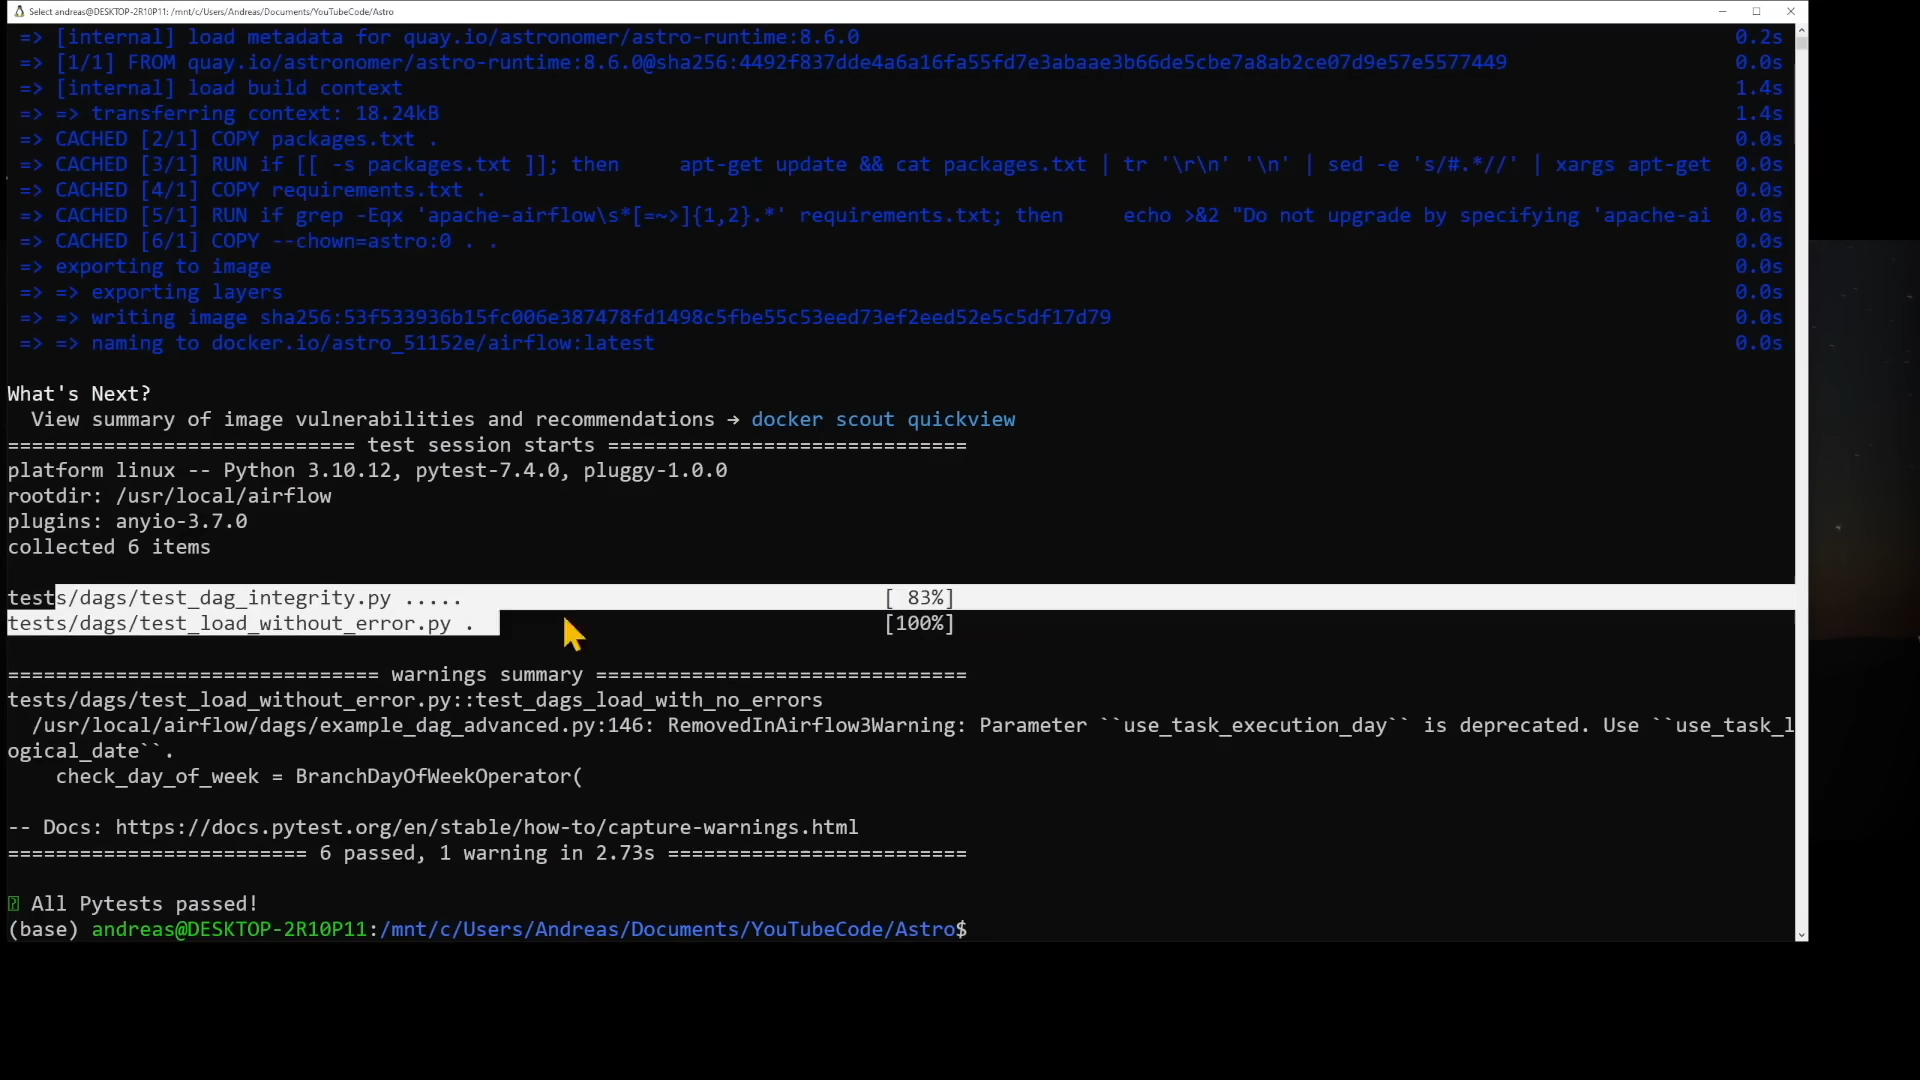 Select andreas@DESKTOP-2R10P11: /mnt/c/Users/Andreas/Documents/YouTubeCode/Astro
=> [internal] load metadata for quay.io/astronomer/astro-runtime:8.6.0 0.2s
=> [1/1] FROM quay.io/astronomer/astro-runtime:8.6.0@sha256:4492f837dde4a6a16fa55fd7e3abaae3b66de5cbe7a8ab2ce07d9e57e5577449 0.0s
=> [internal] load build context 1.4s
=> => transferring context: 18.24kB 1.4s
=> CACHED [2/1] COPY packages.txt . 0.0s
=> CACHED [3/1] RUN if [[ -s packages.txt ]]; then apt-get update && cat packages.txt | tr '\r\n' '\n' | sed -e 's/#.*//' | xargs apt-get 0.0s
=> CACHED [4/1] COPY requirements.txt . 0.0s
=> CACHED [5/1] RUN if grep -Eqx 'apache-airflow\s*[=~>]{1,2}.*' requirements.txt; then echo >&2 "Do not upgrade by specifying 'apache-ai 0.0s
=> CACHED [6/1] COPY --chown=astro:0 . . 0.0s
=> exporting to image 0.0s
=> => exporting layers 0.0s
=> => writing image sha256:53f533936b15fc006e387478fd1498c5fbe55c53eed73ef2eed52e5c5df17d79 0.0s
=> => naming to docker.io/astro_51152e/airflow:latest 0.0s
What's Next?
View summary of image vulnerabilities and recommendations → docker scout quickview
============================= test session starts ==============================
platform linux -- Python 3.10.12, pytest-7.4.0, pluggy-1.0.0
rootdir: /usr/local/airflow
plugins: anyio-3.7.0
collected 6 items
tests/dags/test_dag_integrity.py ..... [ 83%]
tests/dags/test_load_without_error.py . [100%]
=============================== warnings summary ===============================
tests/dags/test_load_without_error.py::test_dags_load_with_no_errors
/usr/local/airflow/dags/example_dag_advanced.py:146: RemovedInAirflow3Warning: Parameter ``use_task_execution_day`` is deprecated. Use ``use_task_l
ogical_date``.
check_day_of_week = BranchDayOfWeekOperator(
-- Docs: https://docs.pytest.org/en/stable/how-to/capture-warnings.html
========================= 6 passed, 1 warning in 2.73s =========================
All Pytests passed!
(base) andreas@DESKTOP-2R10P11:/mnt/c/Users/Andreas/Documents/YouTubeCode/Astro$